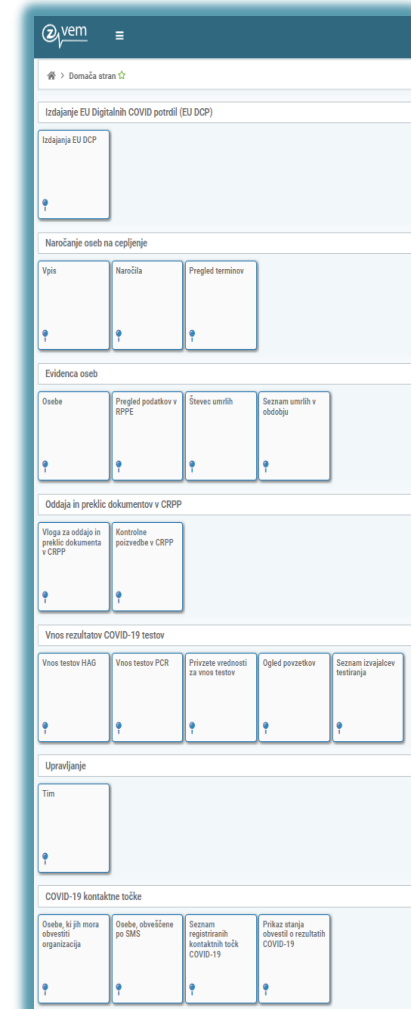 zvem
Domača stran
Izdajanje EU Digitalnih COVID potrdil (EU DCP)
Izdajanja EU DCP
Naročanje oseb na cepljenje
Vpis
Naročila
Pregled terminov
Evidenca oseb
Osebe
Pregled podatkov v
RPPE
Števec umrlih
Seznam umrlih v
obdobju
Oddaja in preklic dokumentov v CRPP
Vloga za oddajo in
preklic dokumenta
v CRPP
Kontrolne
poizvedbe v CRPP
Vnos rezultatov COVID-19 testov
Vnos testov HAG
Vnos testov PCR
Privzete vrednosti
za vnos testov
Ogled povzetkov
Seznam izvajalcev
testiranja
Upravljanje
Tim
COVID-19 kontaktne točke
Osebe, ki jih mora
obvestiti
organizacija
Osebe, obveščene
po SMS
Seznam
registriranih
kontaktnih točk
COVID-19
Prikaz stanja
obvestil o rezultatih
COVID-19